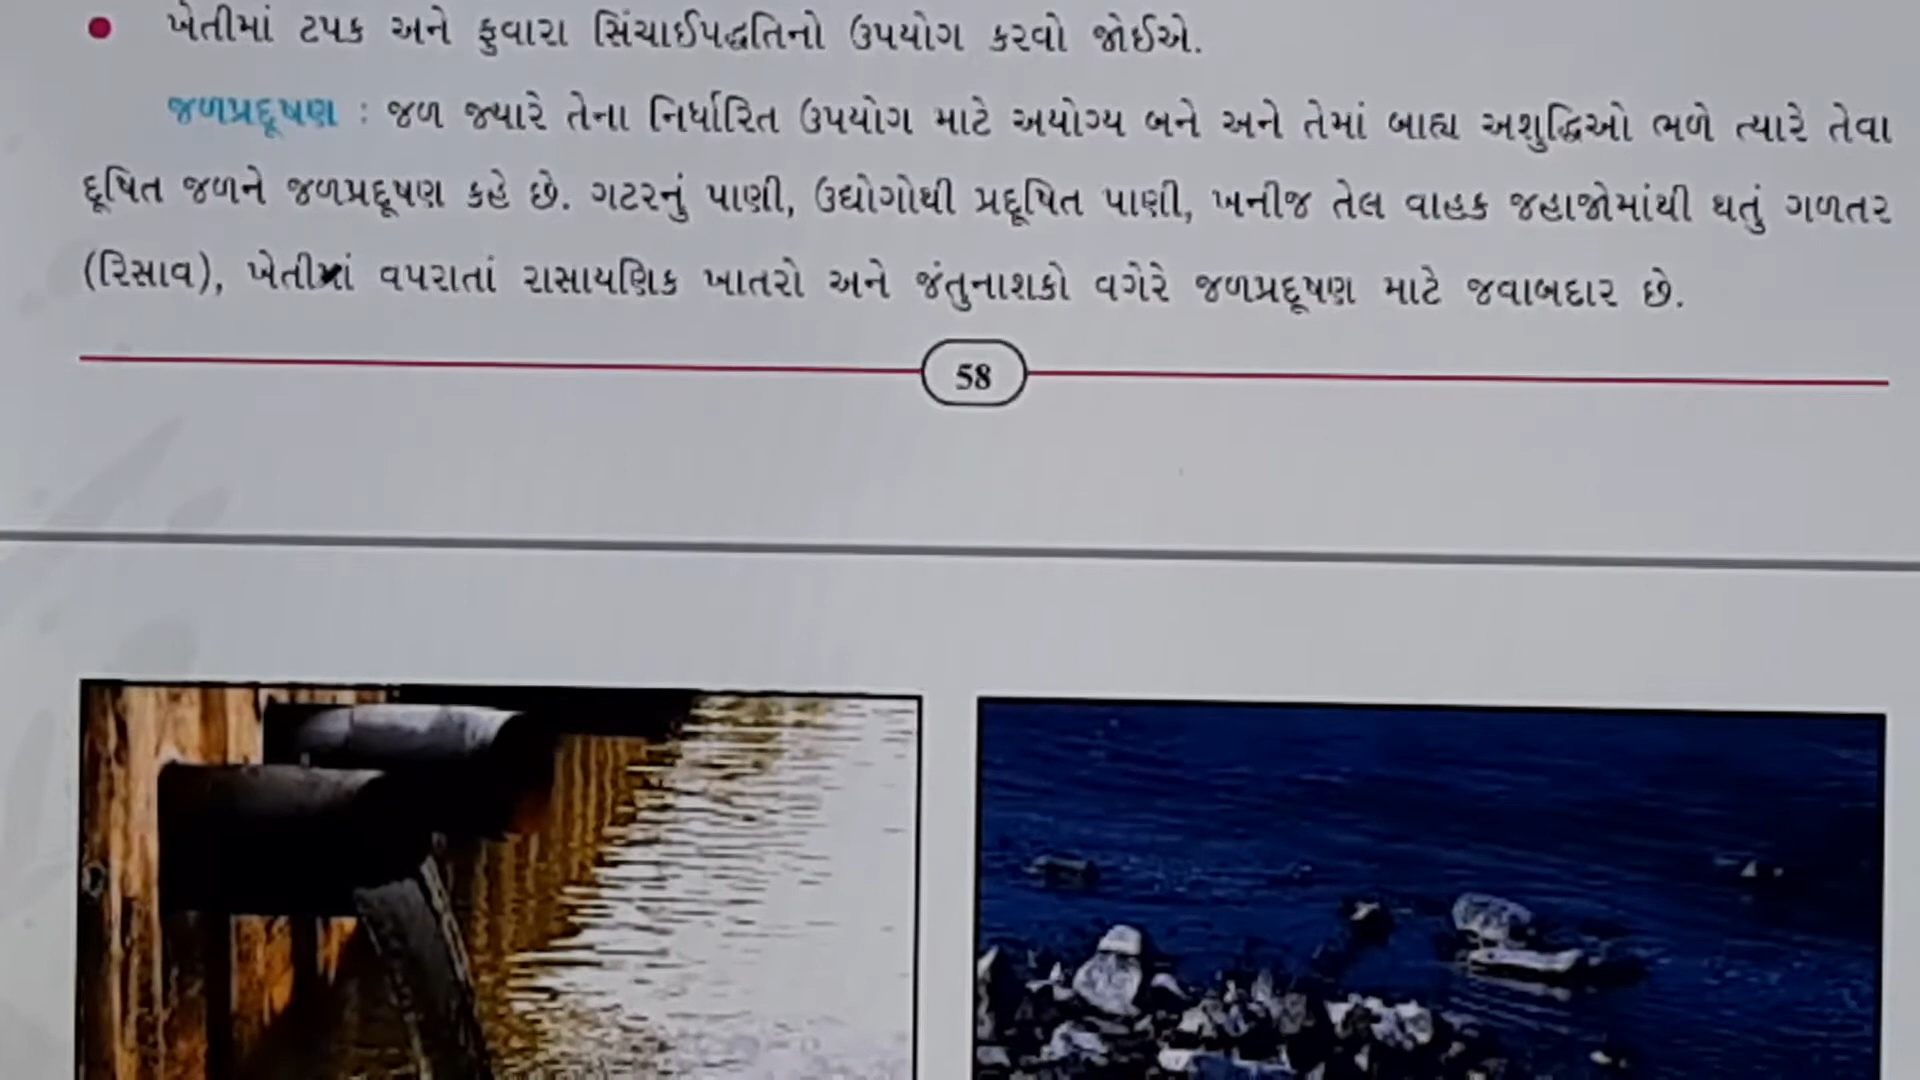 ● ખેતીમાં ટપક અને ફુવારા સિંચાઈપદ્ધતિનો ઉપયોગ કરવો જોઈએ.
જળપ્રદૂષણ : જળ જ્યારે તેના નિર્ધારિત ઉપયોગ માટે અયોગ્ય બને અને તેમાં બાહ્ય અશુદ્ધિઓ ભળે ત્યારે તેવા
દૂષિત જળને જળપ્રદૂષણ કહે છે. ગટરનું પાણી, ઉદ્યોગોથી પ્રદૂષિત પાણી, ખનીજ તેલ વાહક જહાજોમાંથી થતું ગળતર
(રિસાવ), ખેતીમાં વપરાતાં રાસાયણિક ખાતરો અને જંતુનાશકો વગેરે જળપ્રદૂષણ માટે જવાબદાર છે.
58